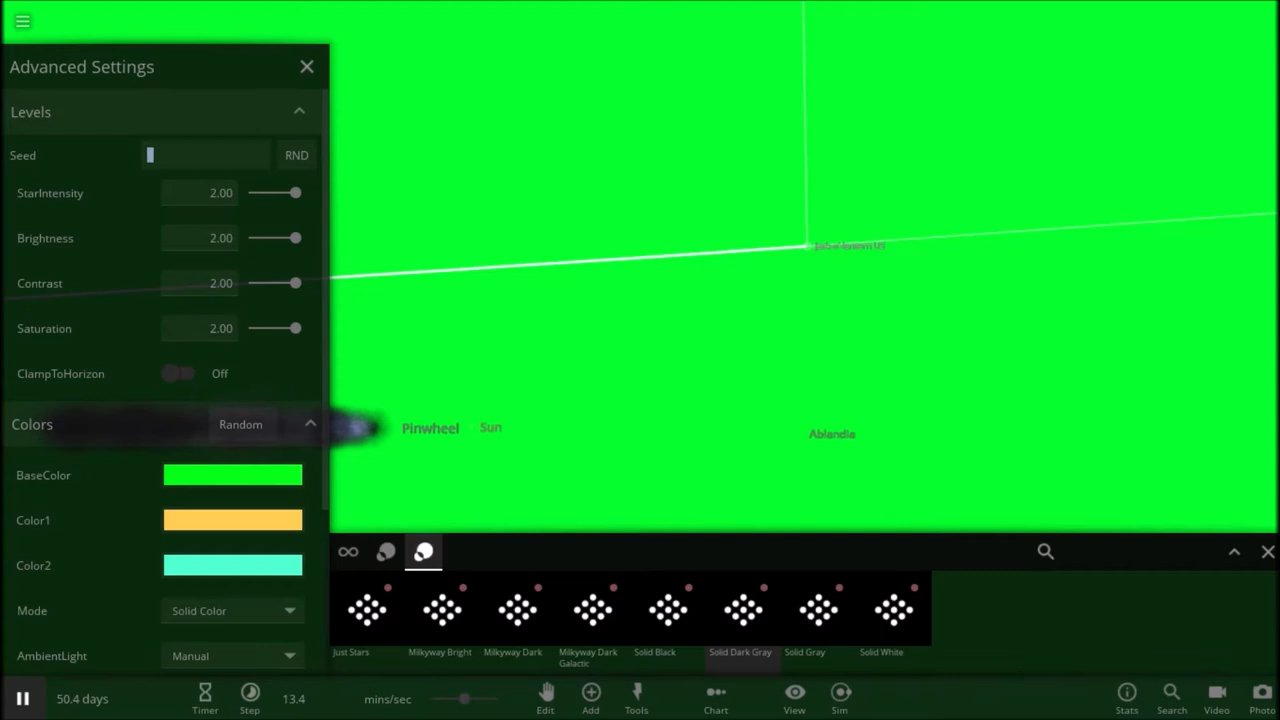 Advanced Settings
Levels
Seed
RND
StarIntensity 2.00
Brightness 2.00
Contrast 2.00
Saturation 2.00
ClampToHorizon Off
Colors Random
Pinwheel Sun
Ablandia
BaseColor
Color1
Color2
Mode Solid Color
AmbientLight Manual
Just Stars
Milkyway Bright
Milkyway Dark
Milkyway Dark
Galactic
Solid Black
Solid Dark Gray
Solid Gray
Solid White
50.4 days
Timer
Step
13.4 mins/sec
Edit
Add
Tools
Chart
View
Sim
Stats
Search
Video
Photo